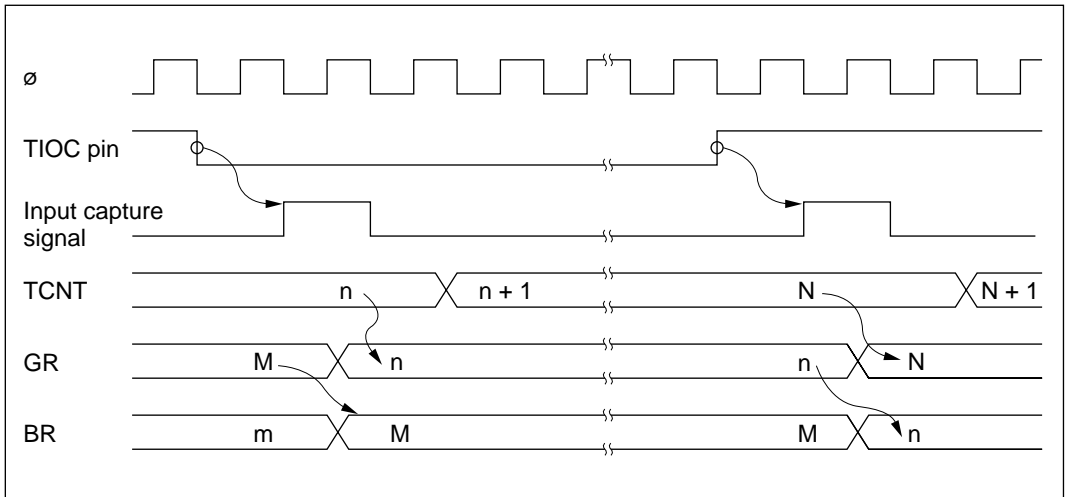 ø
TIOC pin
Input capture
signal
TCNT n n + 1 N N + 1
GR M n n N
BR m M M n